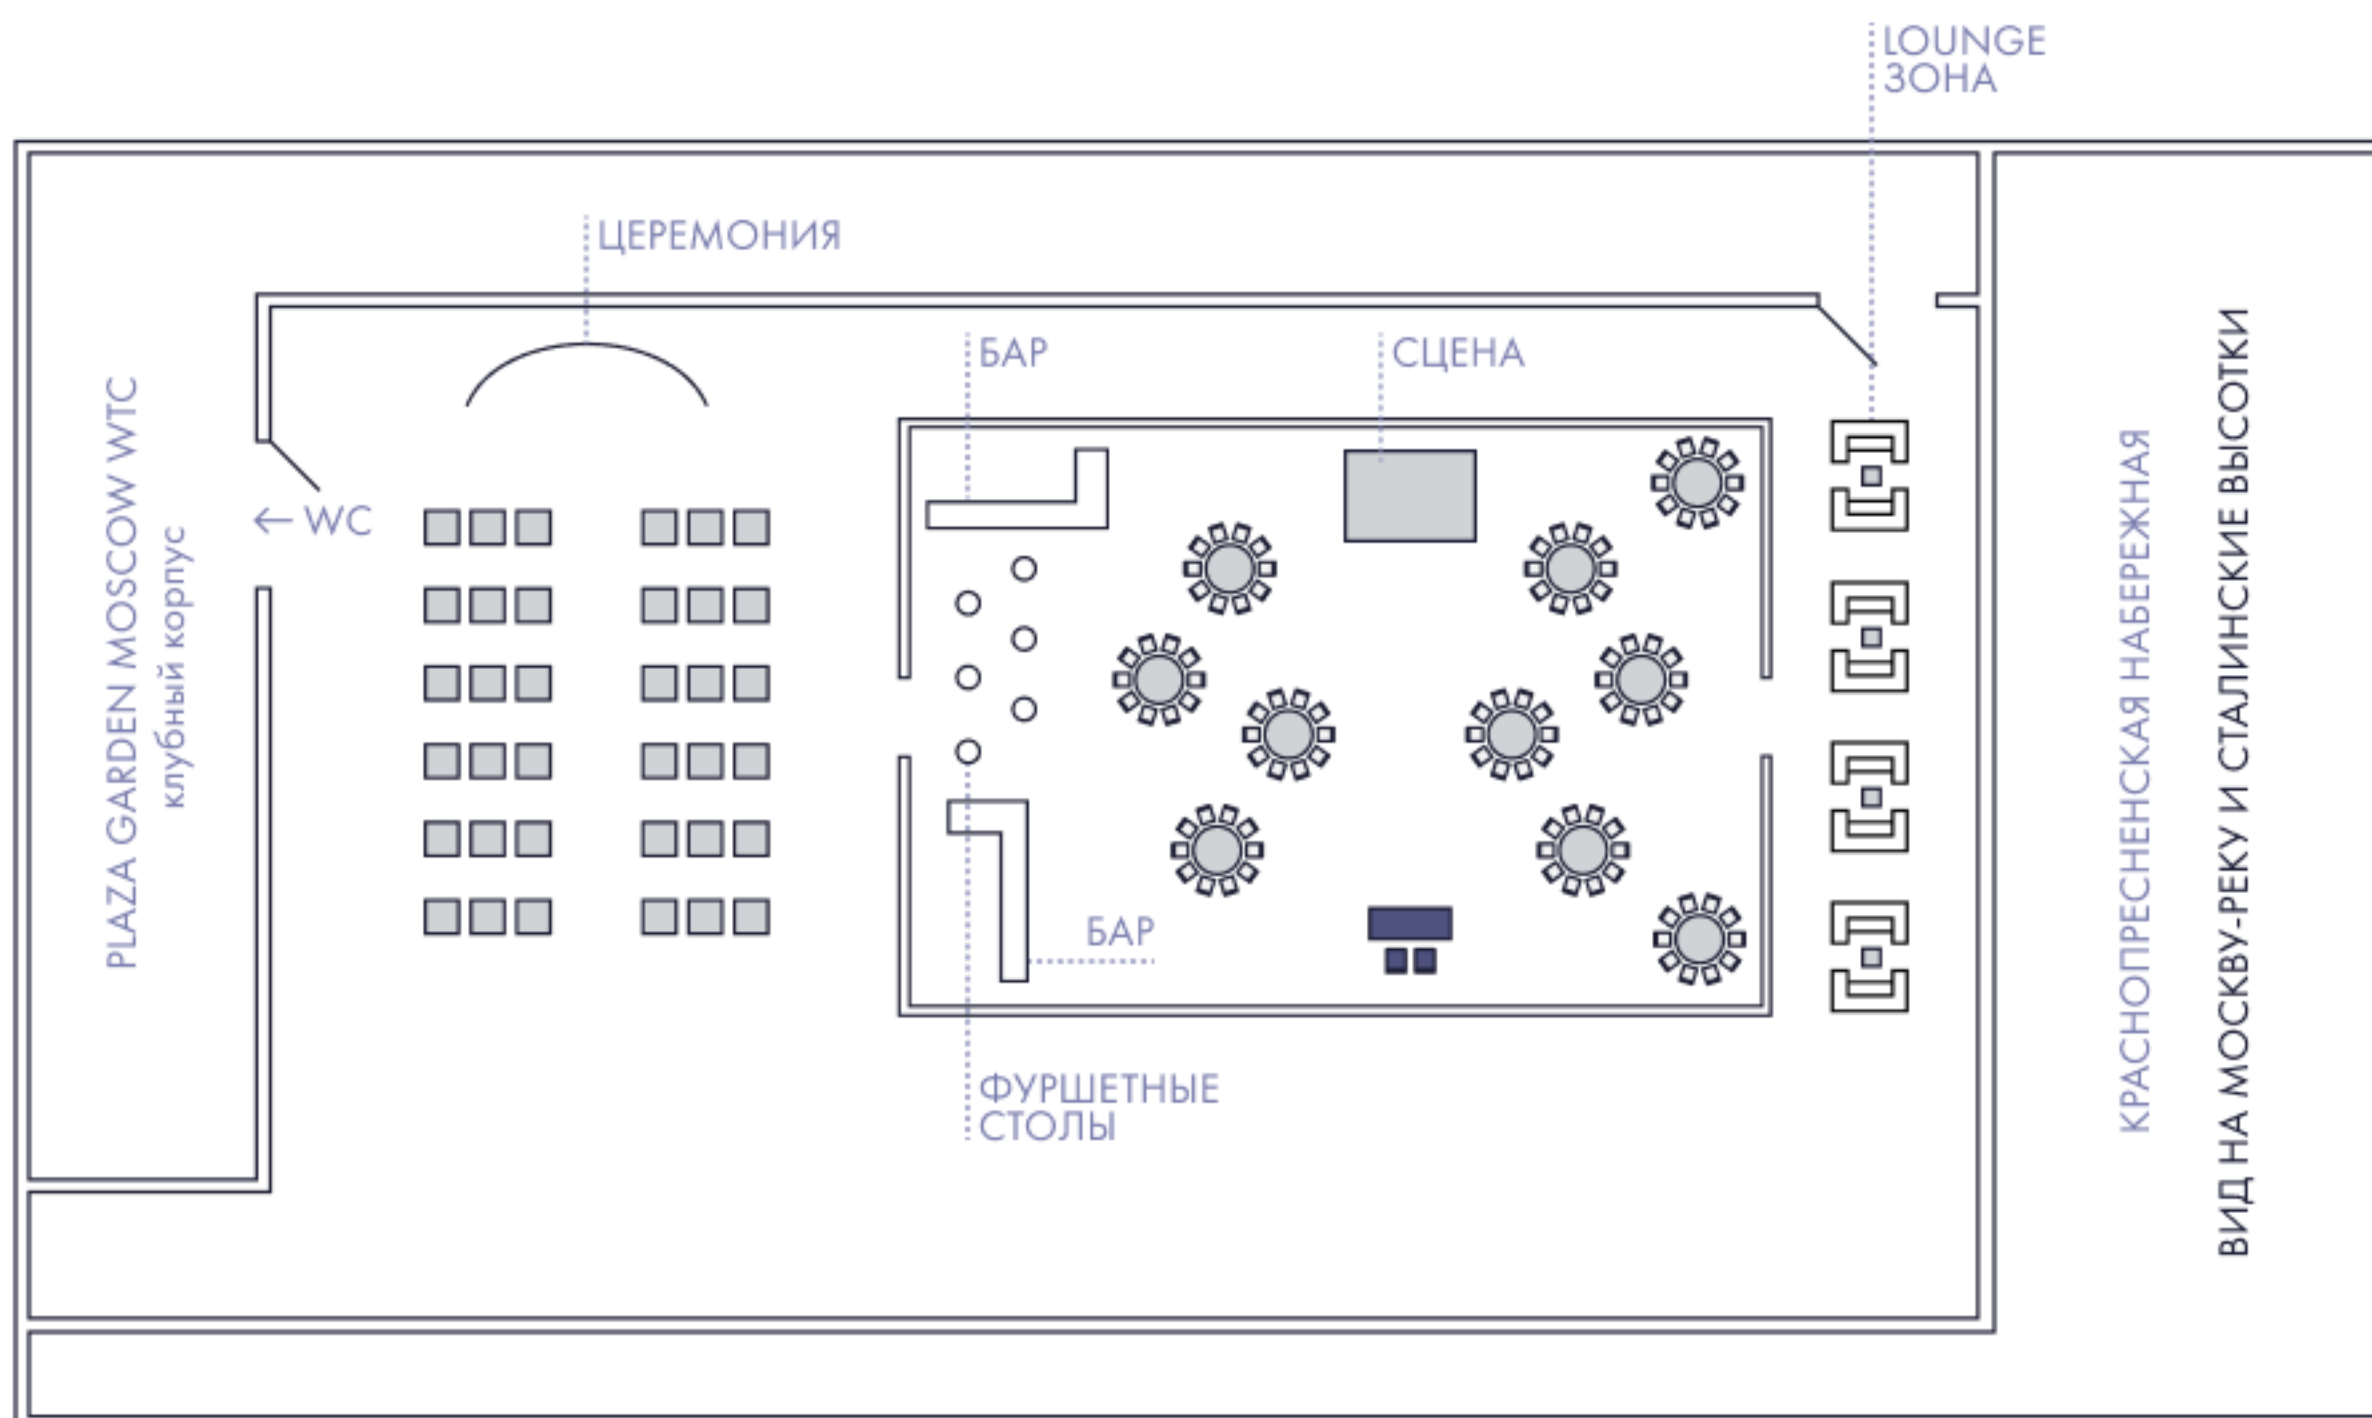 LOUNGE
ЗОНА
ЦЕРЕМОНИЯ
БАР
СЦЕНА
← WC
PLAZA GARDEN MOSCOW WTC
клубный корпус
БАР
ФУРШЕТНЫЕ
СТОЛЫ
КРАСНОПРЕСНЕНСКАЯ НАБЕРЕЖНАЯ
ВИД НА МОСКВУ-РЕКУ И СТАЛИНСКИЕ ВЫСОТКИ